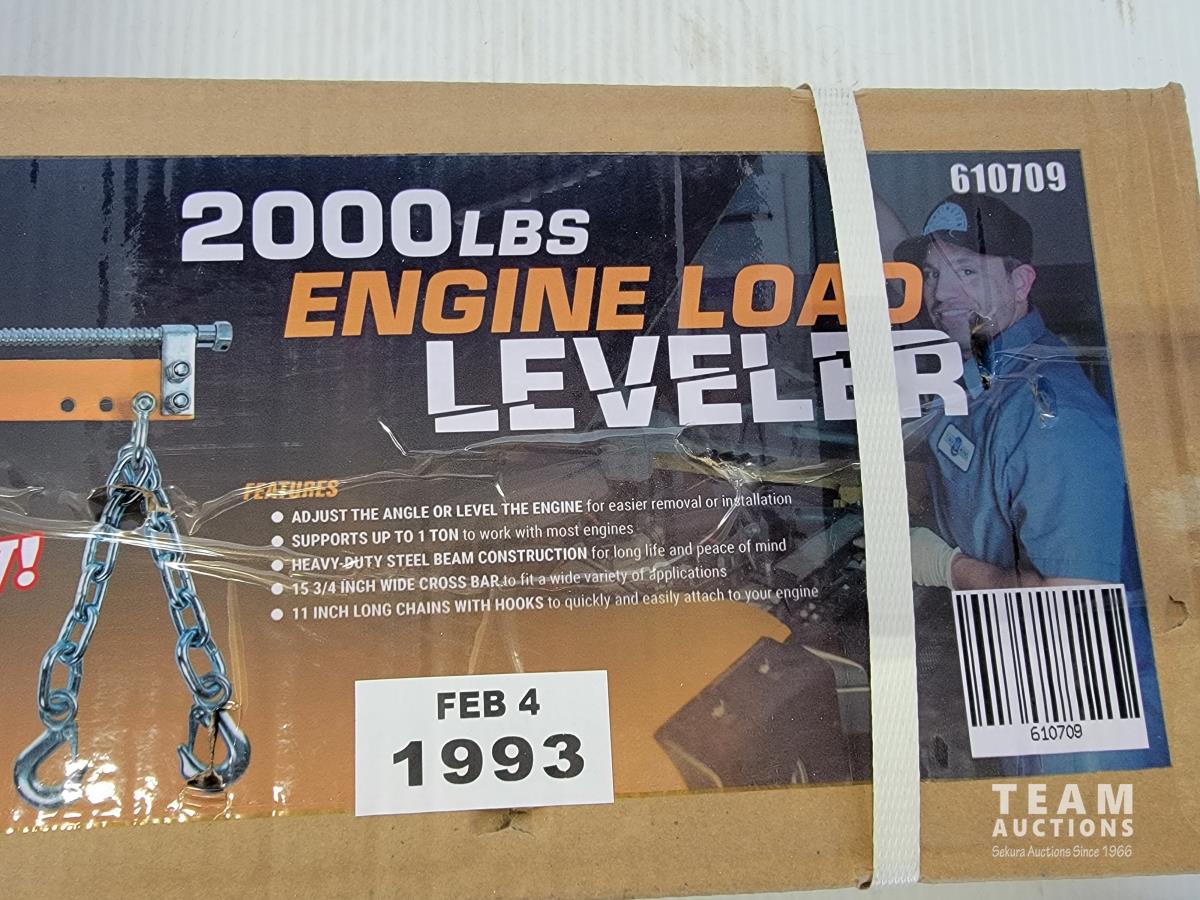 610709
2000LBS
ENGINE LOAD
LEVELER
FEATURES
ADJUST THE ANGLE OR LEVEL THE ENGINE for easier removal or installation
SUPPORTS UP TO 1 TON to work with most engines
HEAVY-DUTY STEEL BEAM CONSTRUCTION for long life and peace of mind
15 3/4 INCH WIDE CROSS BAR to fit a wide variety of applications
11 INCH LONG CHAINS WITH HOOKS to quickly and easily attach to your engine
FEB 4
1993
610709
TEAM
AUCTIONS
Sekura Auctions Since 1966